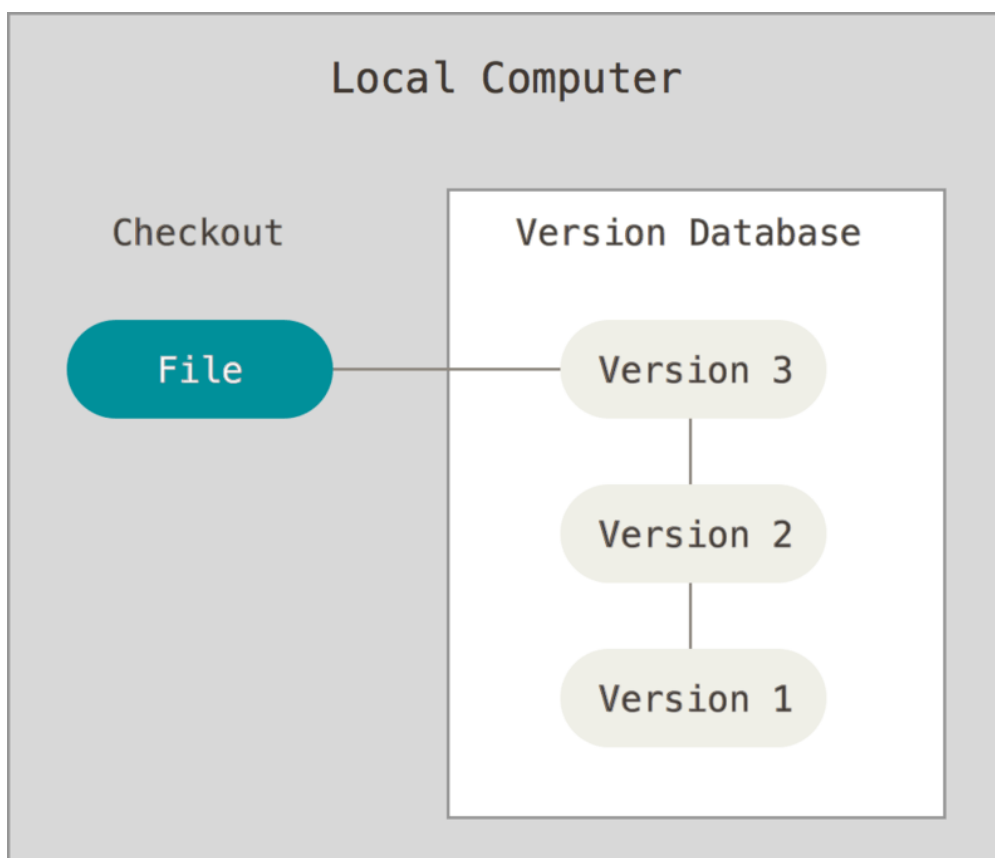 Local Computer
Checkout
Version Database
File
Version 3
Version 2
Version 1